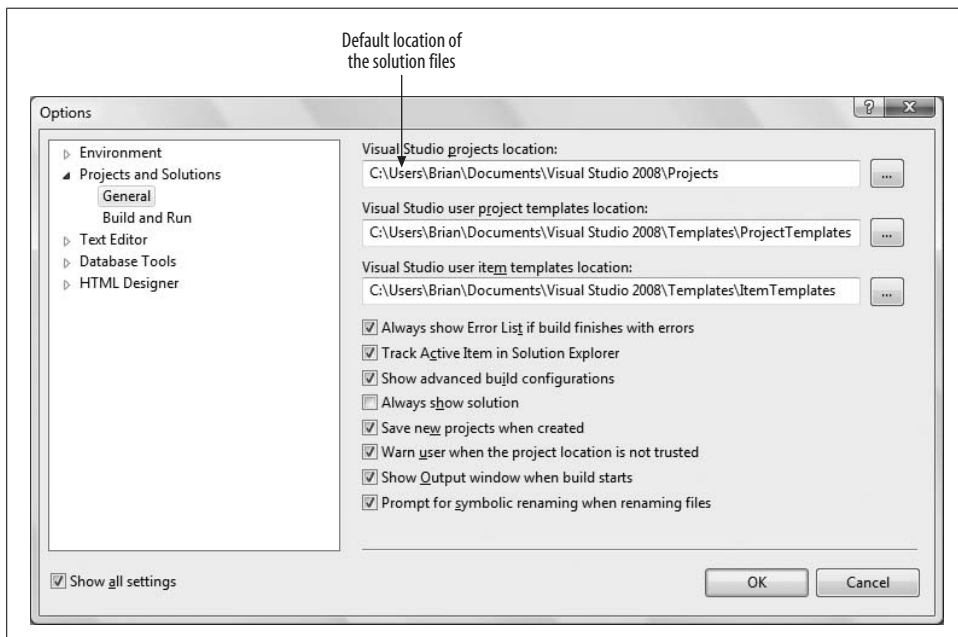 Default location of
the solution files
Options
Environment
Projects and Solutions
General
Build and Run
Text Editor
Database Tools
HTML Designer
Visual Studio projects location:
C:\Users\Brian\Documents\Visual Studio 2008\Projects
...
Visual Studio user project templates location:
C:\Users\Brian\Documents\Visual Studio 2008\Templates\ProjectTemplates
...
Visual Studio user item templates location:
C:\Users\Brian\Documents\Visual Studio 2008\Templates\ItemTemplates
...
Always show Error List if build finishes with errors
Track Active Item in Solution Explorer
Show advanced build configurations
Always show solution
Save new projects when created
Warn user when the project location is not trusted
Show Output window when build starts
Prompt for symbolic renaming when renaming files
Show all settings
OK
Cancel